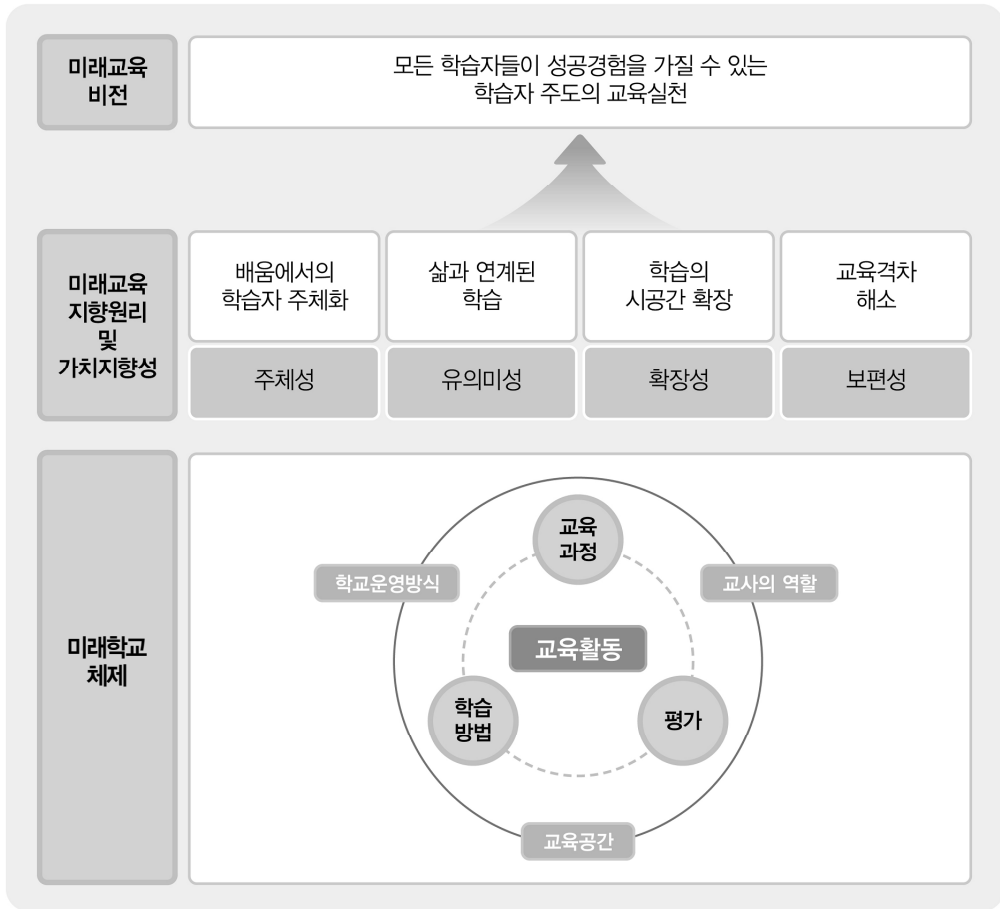 미래교육
비전
모든 학습자들이 성공경험을 가질 수 있는
학습자 주도의 교육실천
미래교육
지향원리
및
가치지향성
배움에서의
학습자 주체화
삶과 연계된
학습
학습의
시공간 확장
교육격차
해소
주체성
유의미성
확장성
보편성
미래학교
체제
교육
과정
학교운영방식
교사의 역할
교육활동
학습
방법
평가
교육공간